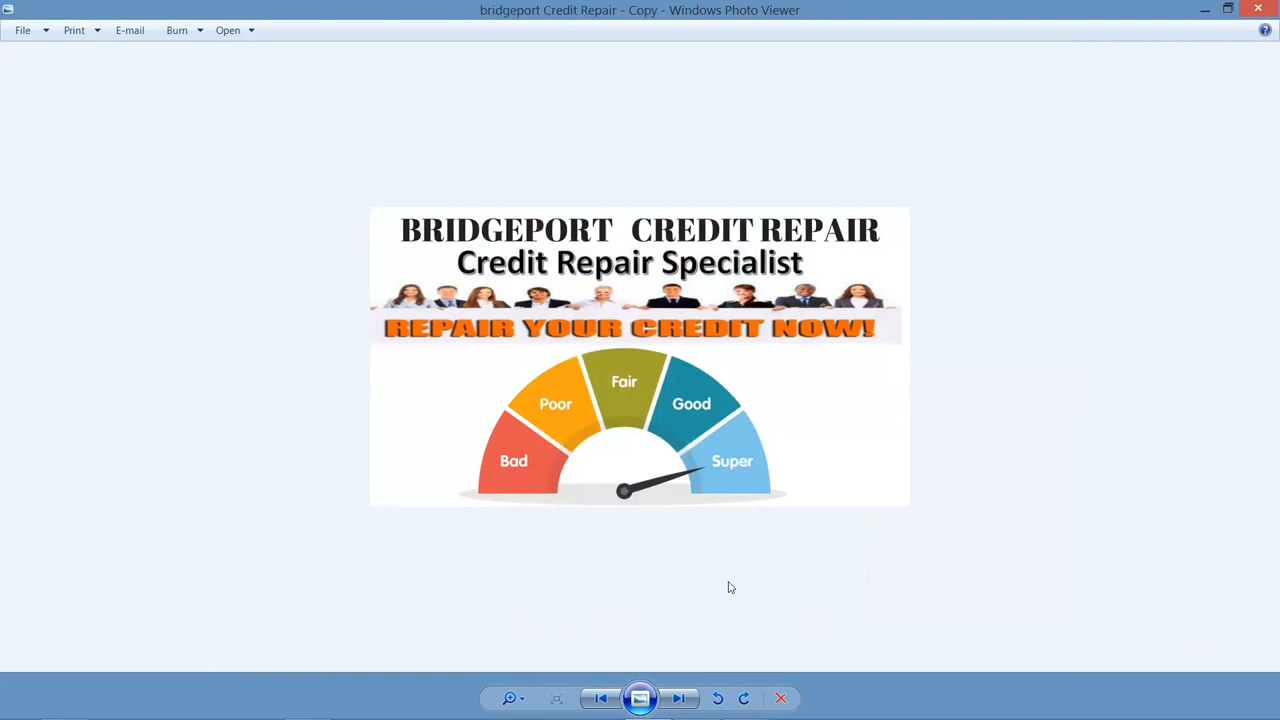 bridgeport Credit Repair - Copy - Windows Photo Viewer
File Print E-mail Burn Open
BRIDGEPORT CREDIT REPAIR
Credit Repair Specialist
REPAIR YOUR CREDIT NOW!
Fair
Poor Good
Bad Super